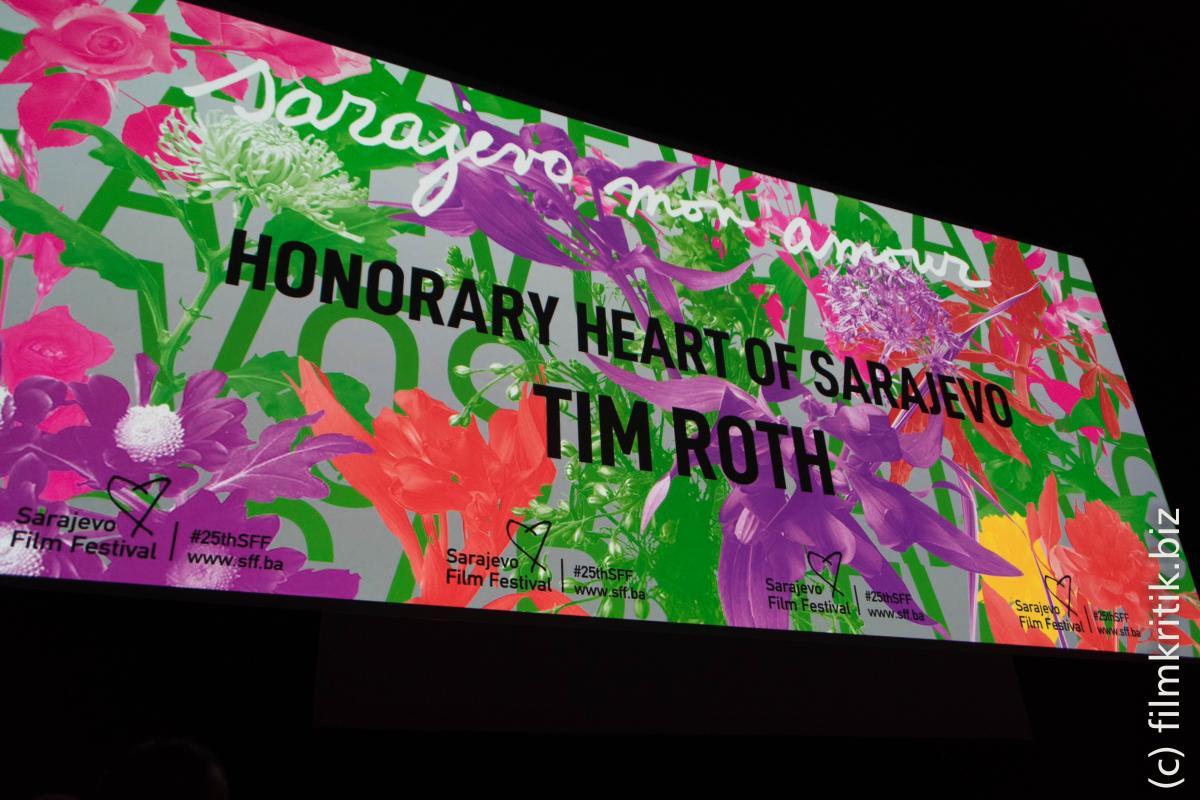 sarajevo mon amour
HONORARY HEART OF SARAJEVO
TIM ROTH
Sarajevo
Film Festival
#25thSFF
www.sff.ba
Sarajevo
Film Festival
#25thSFF
www.sff.ba
Sarajevo
Film Festival
#25thSFF
www.sff.ba
Sarajevo
Film Festival
#25thSFF
www.sff.ba
(c) filmkritik.biz